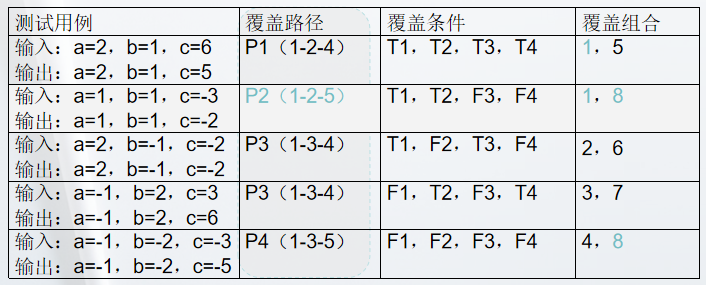 测试用例 覆盖路径 覆盖条件 覆盖组合
输入：a=2，b=1，c=6 P1（1-2-4） T1，T2，T3，T4 1，5
输出：a=2，b=1，c=5
输入：a=1，b=1，c=-3 P2（1-2-5） T1，T2，F3，F4 1，8
输出：a=1，b=1，c=-2
输入：a=2，b=-1，c=-2 P3（1-3-4） T1，F2，T3，F4 2，6
输出：a=2，b=-1，c=-2
输入：a=-1，b=2，c=3 P3（1-3-4） F1，T2，F3，T4 3，7
输出：a=-1，b=2，c=6
输入：a=-1，b=-2，c=-3 P4（1-3-5） F1，F2，F3，F4 4，8
输出：a=-1，b=-2，c=-5